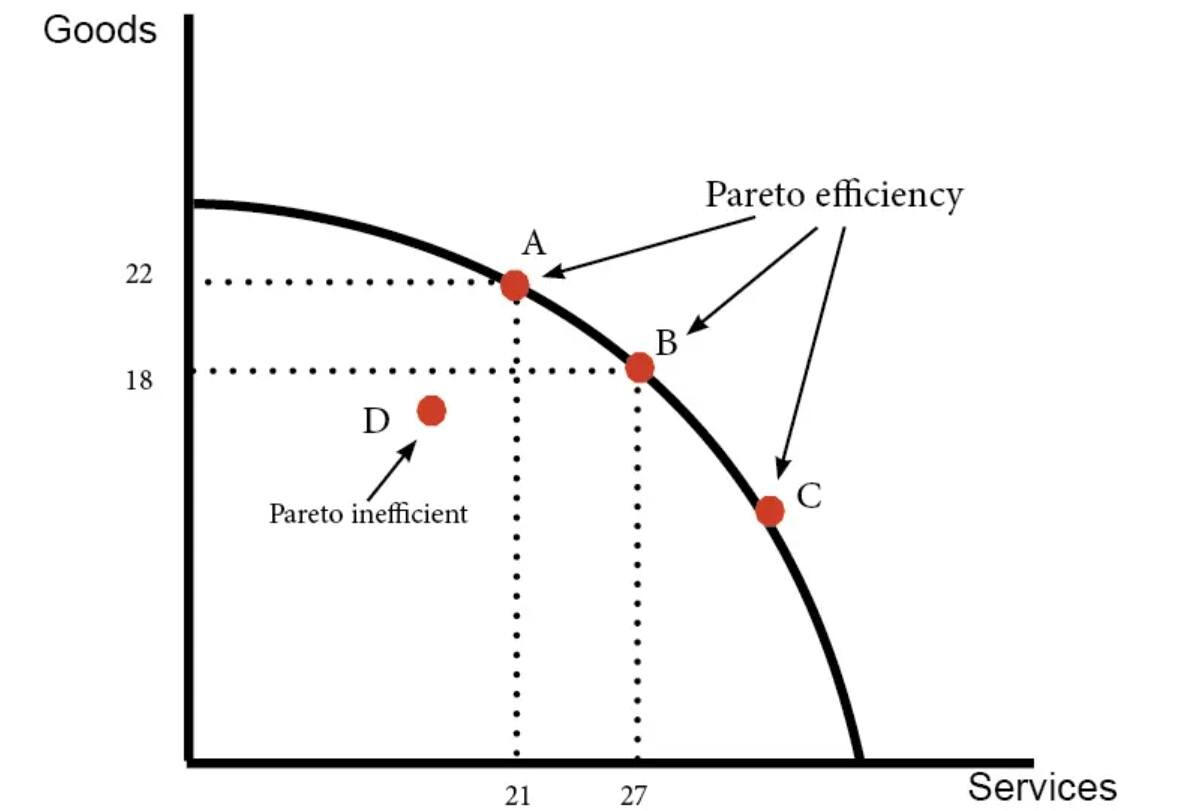 Goods
Pareto efficiency
A
22
B
18
D
C
Pareto inefficient
21
27
Services